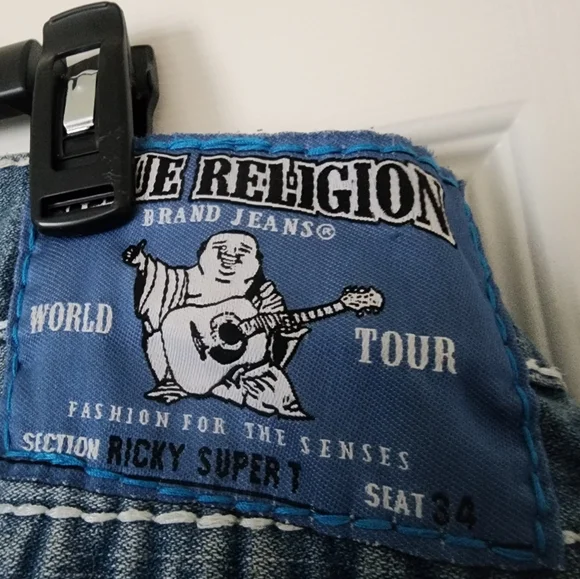 UE RELIGION
BRAND JEANS®
WORLD TOUR
FASHION FOR THE SENSES
SECTION RICKY SUPER T
SEAT 34